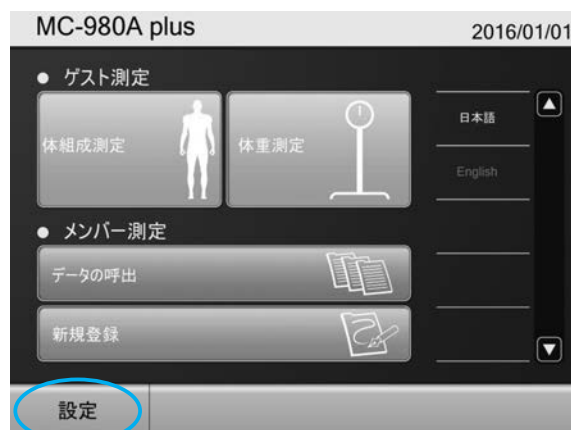 MC-980A plus
2016/01/01
● ゲスト測定
体組成測定
体重測定
日本語
English
● メンバー測定
データの呼出
新規登録
設定